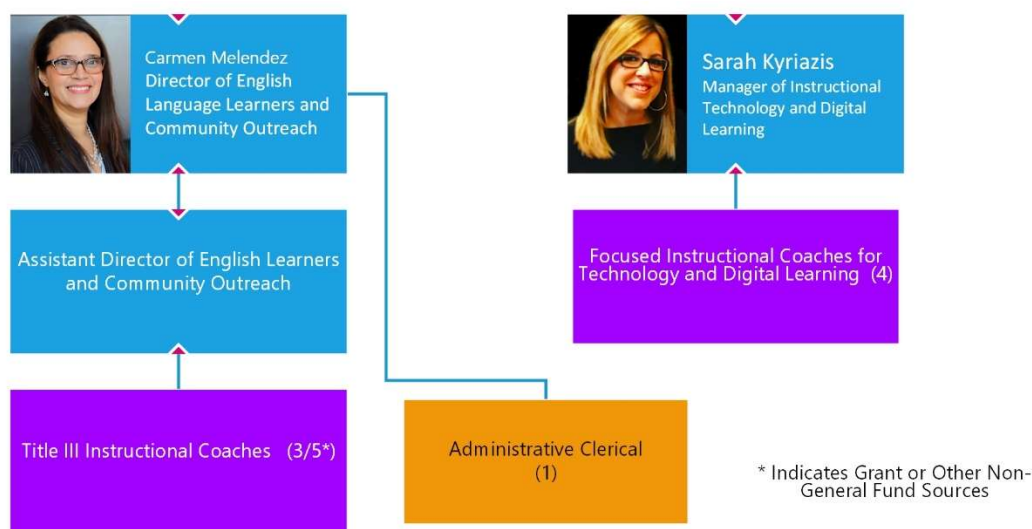 Carmen Melendez
Director of English
Language Learners and
Community Outreach
Sarah Kyriazis
Manager of Instructional
Technology and Digital
Learning
Assistant Director of English Learners
and Community Outreach
Focused Instructional Coaches for
Technology and Digital Learning (4)
Title III Instructional Coaches (3/5*)
Administrative Clerical
(1)
* Indicates Grant or Other Non-
General Fund Sources